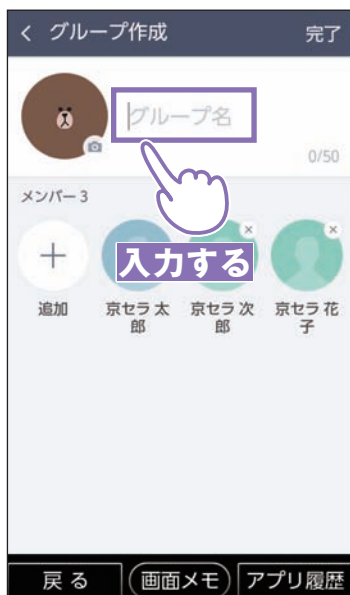 グループ作成 完了
グループ名
0/50
メンバー 3
入力する
追加
京セラ 太
郎
京セラ 次
郎
京セラ 花
子
戻る 画面メモ アプリ履歴